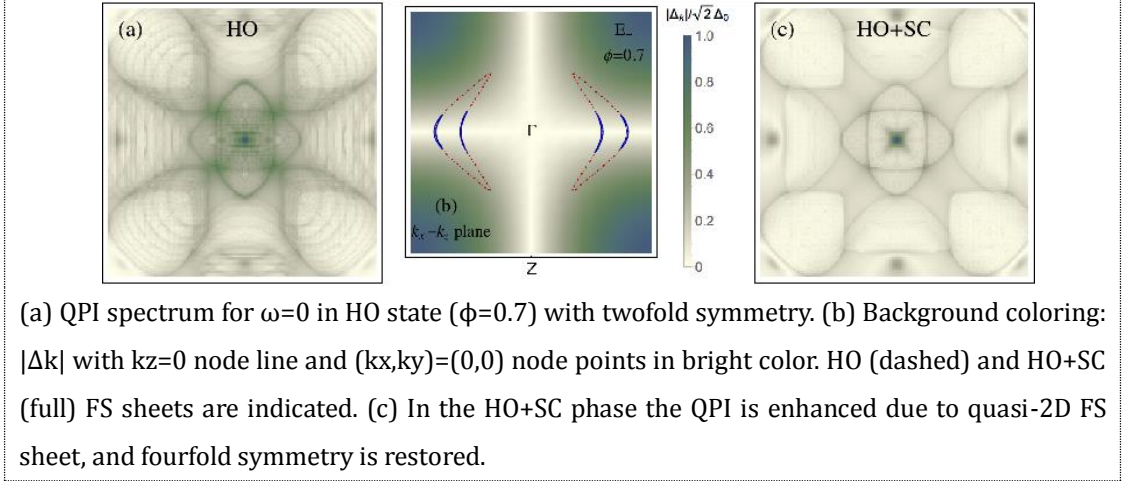 (a) HO
E_
ϕ=0.7
Γ
(b)
kx −kz plane
Z
|Δk|/√2 Δ0
1.0
0.8
0.6
0.4
0.2
0
(c) HO+SC
(a) QPI spectrum for ω=0 in HO state (ϕ=0.7) with twofold symmetry. (b) Background coloring:
|Δk| with kz=0 node line and (kx,ky)=(0,0) node points in bright color. HO (dashed) and HO+SC
(full) FS sheets are indicated. (c) In the HO+SC phase the QPI is enhanced due to quasi-2D FS
sheet, and fourfold symmetry is restored.